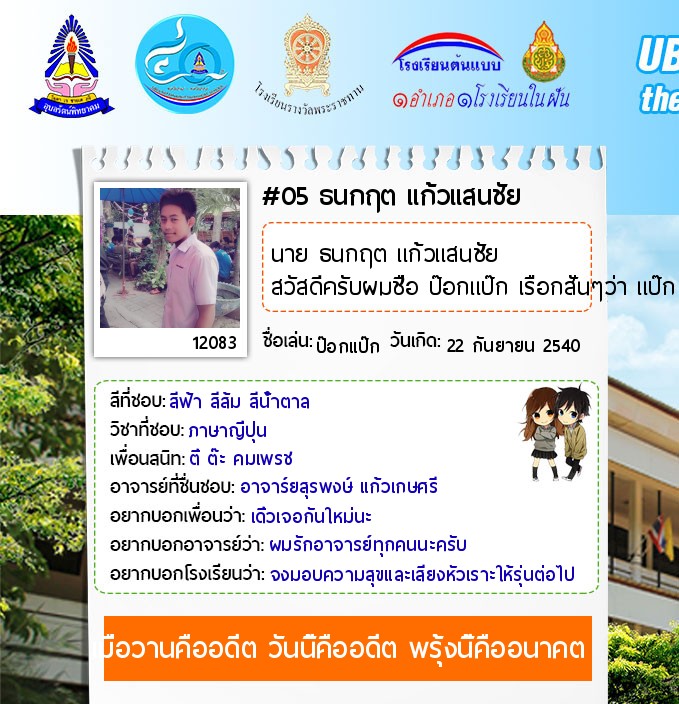 อุบลรัตน์พิทยาคม
โรงเรียนรางวัลพระราชทาน
โรงเรียนต้นแบบ
๑อำเภอ๑โรงเรียนในฝัน
UB
the
#05 ธนกฤต แก้วแสนชัย
นาย ธนกฤต แก้วแสนชัย
สวัสดีครับผมชือ ป๊อกแป๊ก เรือกสั้นๆว่า แป๊ก
12083
ชื่อเล่น: ป๊อกแป๊ก วันเกิด: 22 กันยายน 2540
สีที่ชอบ: สีฟ้า สีส้ม สีน้ำตาล
วิชาที่ชอบ: ภาษาญี่ปุ่น
เพื่อนสนิท: ตี๋ ต๊ะ คมเพรช
อาจารย์ที่ชื่นชอบ: อาจาร์ยสุรพงษ์ แก้วเกษศรี
อยากบอกเพื่อนว่า: เดี๋วเจอกันใหม่นะ
อยากบอกอาจารย์ว่า: ผมรักอาจารย์ทุกคนนะครับ
อยากบอกโรงเรียนว่า: จงมอบความสุขและเสียงหัวเราะให้รุ่นต่อไป
มือวานคืออดีต วันนี้คืออดีต พรุ้งนี้คืออนาคต